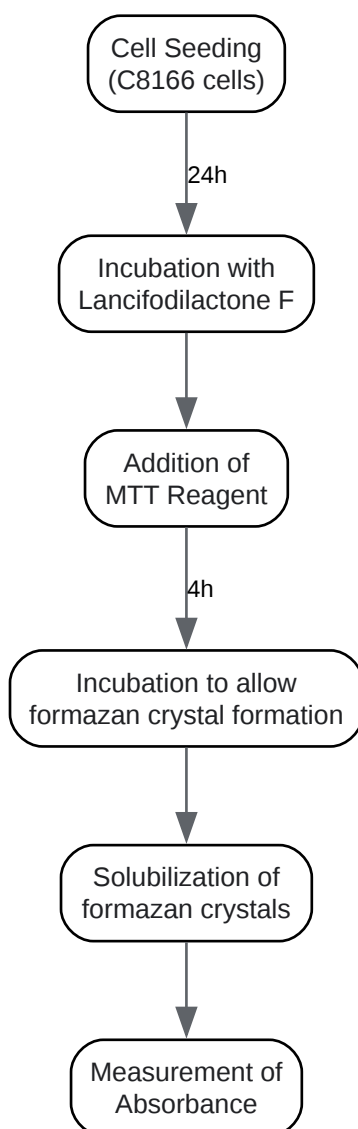 Cell Seeding
(C8166 cells)
24h
Incubation with
Lancifodilactone F
Addition of
MTT Reagent
4h
Incubation to allow
formazan crystal formation
Solubilization of
formazan crystals
Measurement of
Absorbance